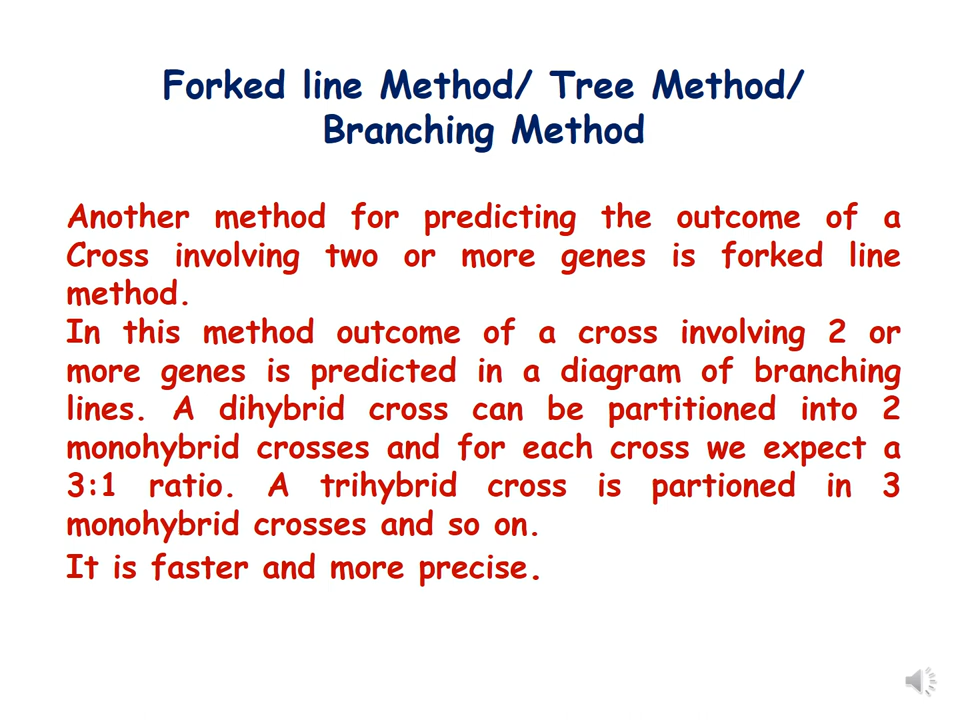 Forked line Method/ Tree Method/
Branching Method
Another method for predicting the outcome of a
Cross involving two or more genes is forked line
method.
In this method outcome of a cross involving 2 or
more genes is predicted in a diagram of branching
lines. A dihybrid cross can be partitioned into 2
monohybrid crosses and for each cross we expect a
3:1 ratio. A trihybrid cross is partioned in 3
monohybrid crosses and so on.
It is faster and more precise.